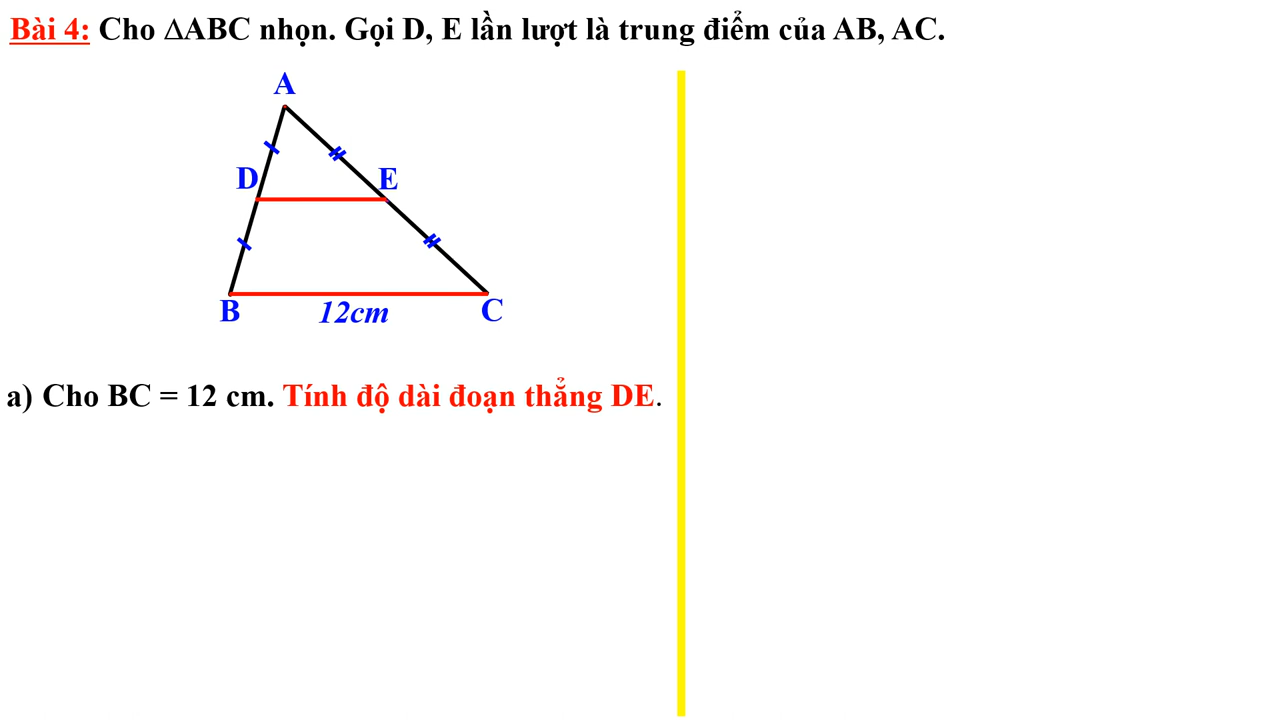 Bài 4: Cho ∆ABC nhọn. Gọi D, E lần lượt là trung điểm của AB, AC.
A
D
E
B
12cm
C
a) Cho BC = 12 cm. Tính độ dài đoạn thẳng DE.